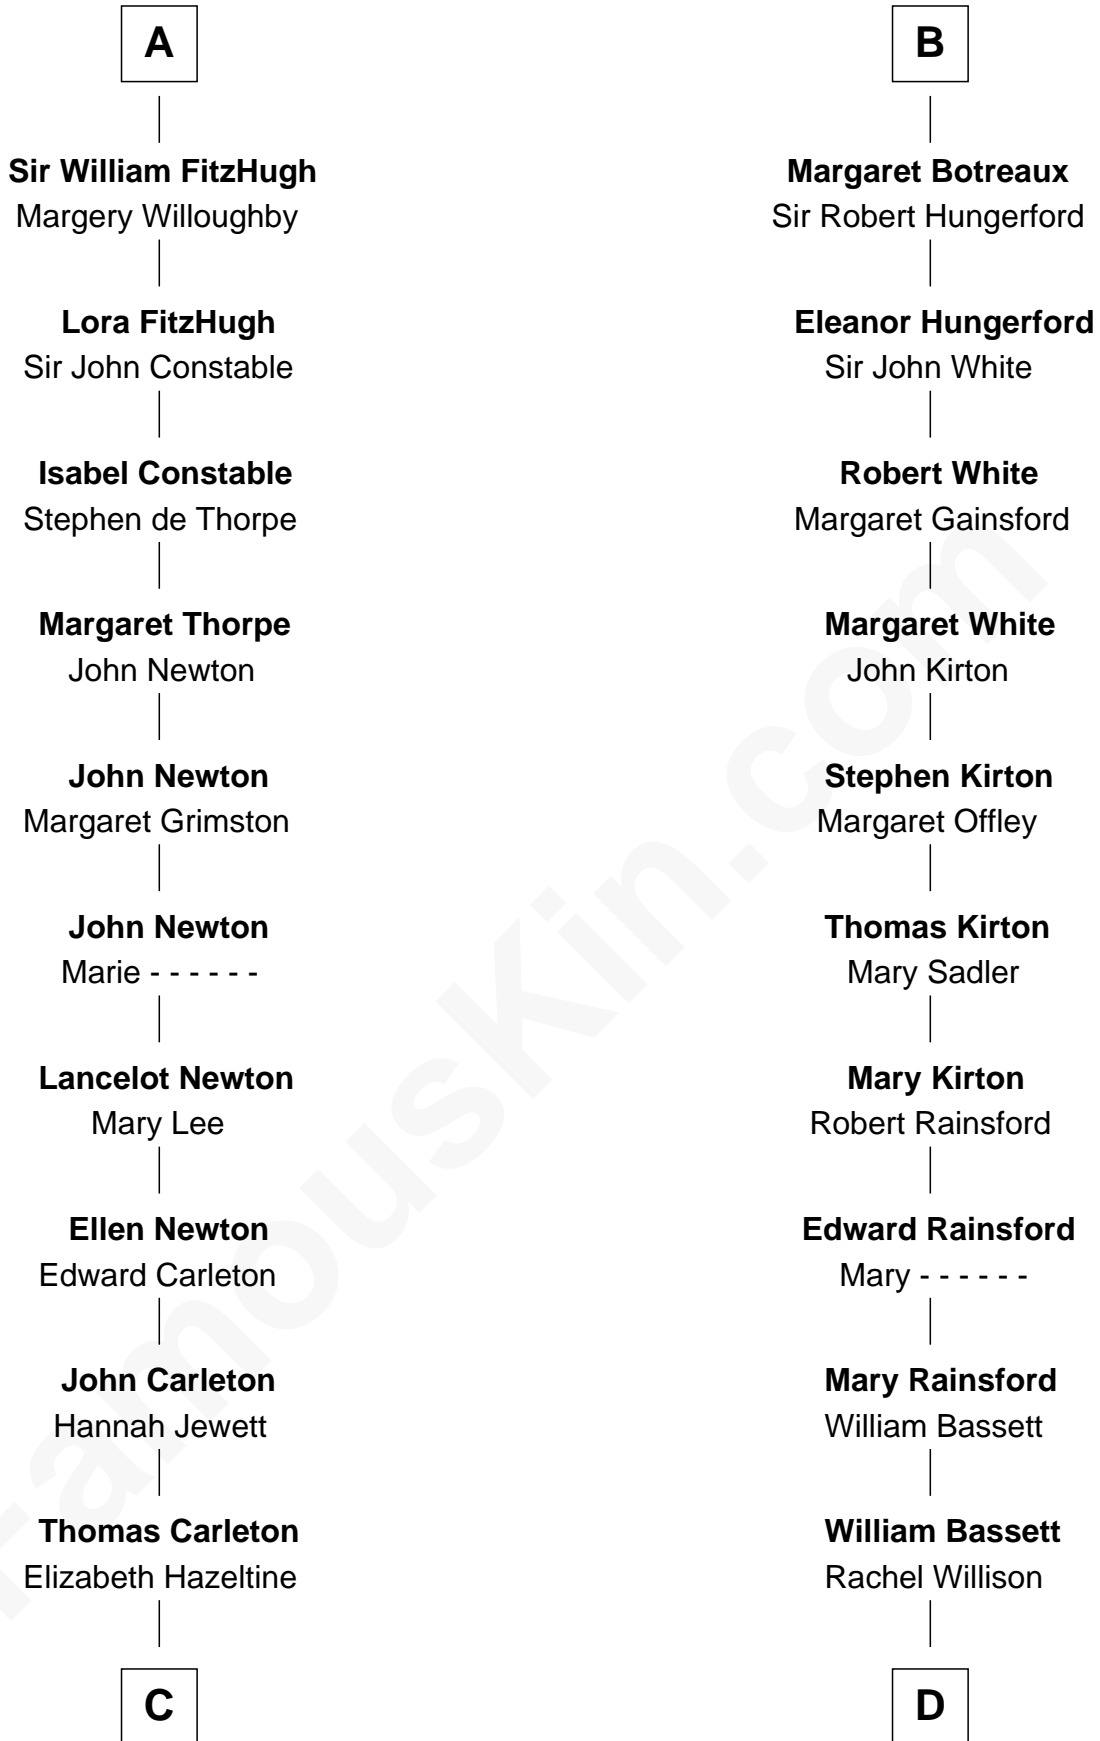 A
Sir William FitzHugh
Margery Willoughby
Lora FitzHugh
Sir John Constable
Isabel Constable
Stephen de Thorpe
Margaret Thorpe
John Newton
John Newton
Margaret Grimston
John Newton
Marie - - - - - -
Lancelot Newton
Mary Lee
Ellen Newton
Edward Carleton
John Carleton
Hannah Jewett
Thomas Carleton
Elizabeth Hazeltine
C
B
Margaret Botreaux
Sir Robert Hungerford
Eleanor Hungerford
Sir John White
Robert White
Margaret Gainsford
Margaret White
John Kirton
Stephen Kirton
Margaret Offley
Thomas Kirton
Mary Sadler
Mary Kirton
Robert Rainsford
Edward Rainsford
Mary - - - - - -
Mary Rainsford
William Bassett
William Bassett
Rachel Willison
D
FamousKin.com